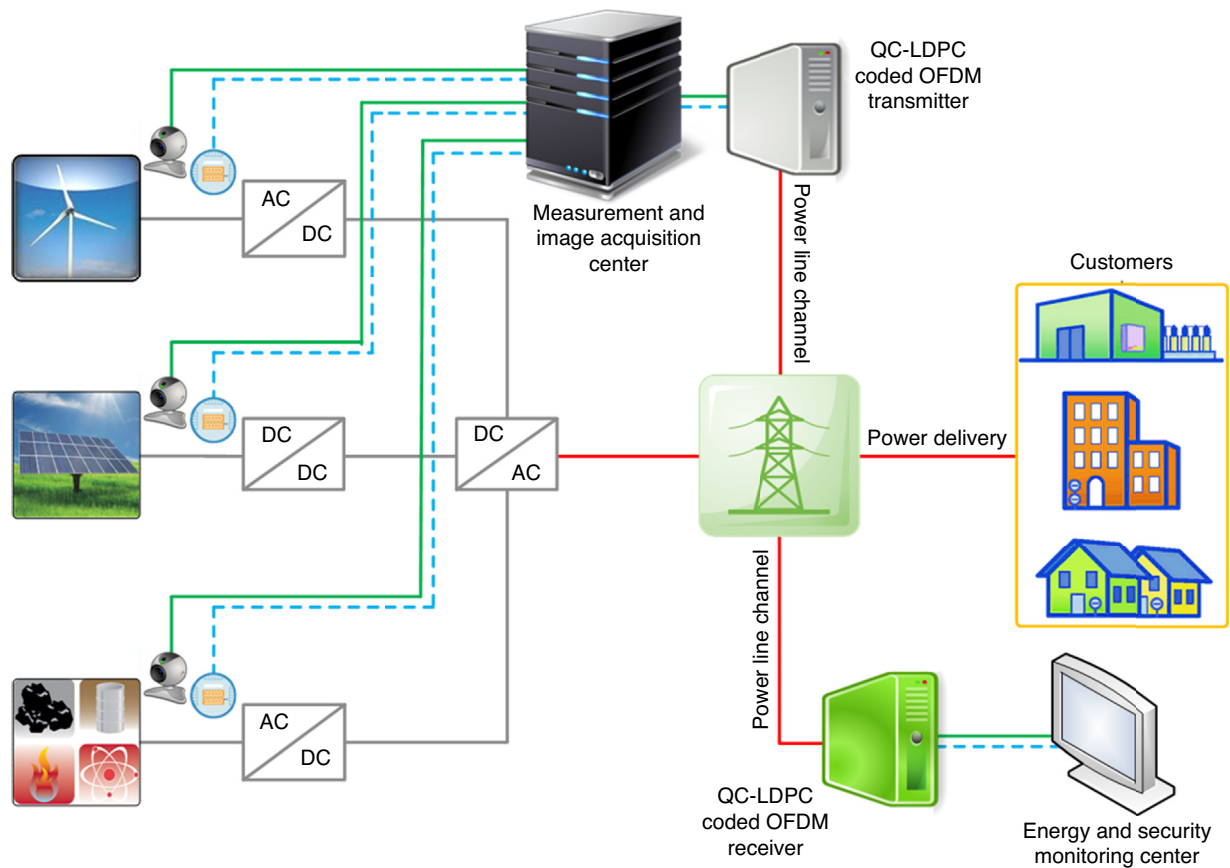 QC-LDPC
coded OFDM
transmitter
Measurement and
image acquisition
center
Power line channel
AC
DC
Customers
DC
DC
DC
AC
Power delivery
Power line channel
AC
DC
QC-LDPC
coded OFDM
receiver
Energy and security
monitoring center